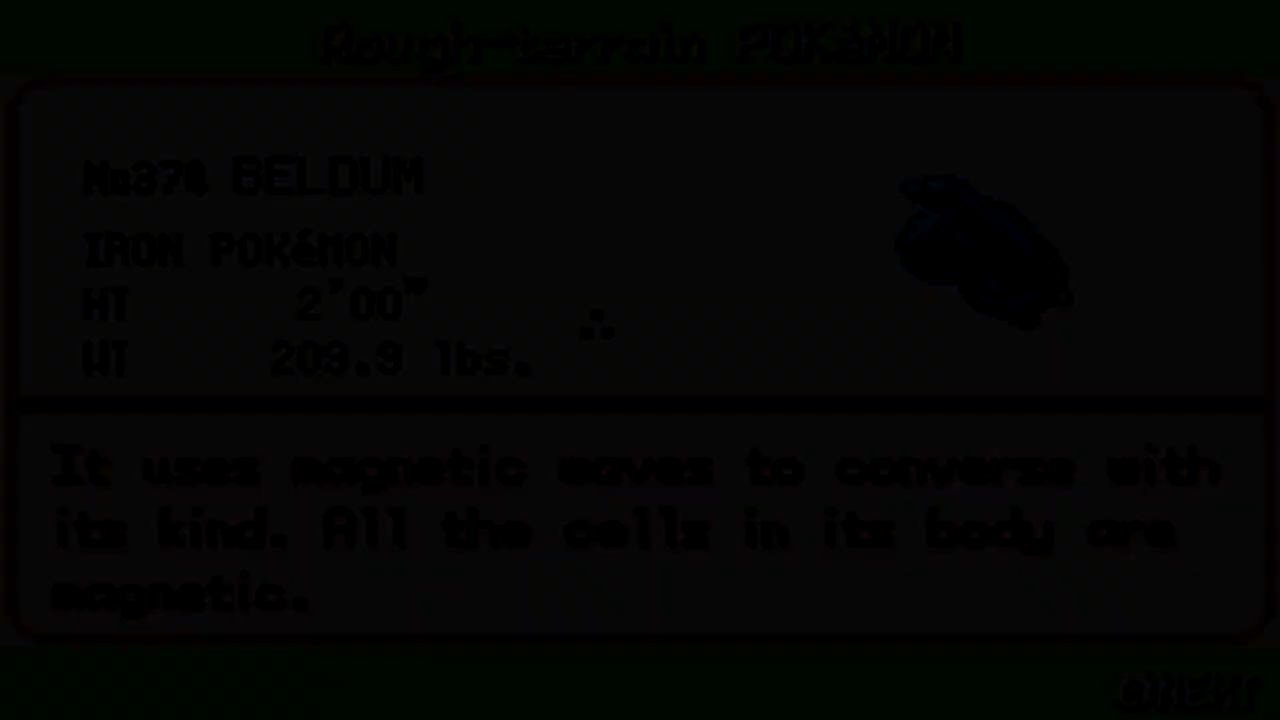 Rough-terrain POKéMON
No374 BELDUM
IRON POKéMON
HT 2'00"
WT 209.9 lbs.
It uses magnetic waves to converse with
its kind. All the cells in its body are
magnetic.